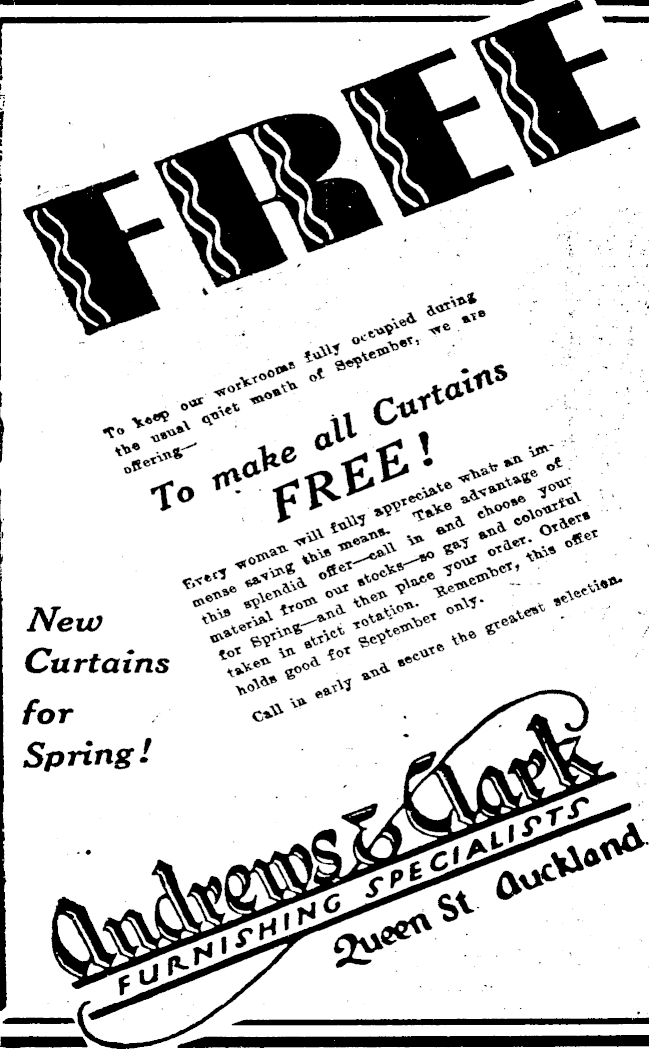 FREE
To keep our workrooms fully occupied during
the usual quiet month of September, we are
offering—
To make all Curtains
FREE!
Every woman will fully appreciate what an im-
mense saving this means. Take advantage of
this splendid offer—call in and choose your
material from our stocks—so gay and colourful
for Spring—and then place your order. Orders
taken in strict rotation. Remember, this offer
holds good for September only.
Call in early and secure the greatest selection.
New
Curtains
for
Spring!
Andrews & Clark
FURNISHING SPECIALISTS
Queen St. Auckland.